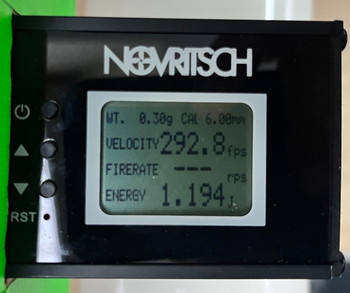 NOVRITSCH
WT. 0.30g CAL 6.00mm
VELOCITY 292.8 fps
FIRERATE --- rps
ENERGY 1.194 J
RST